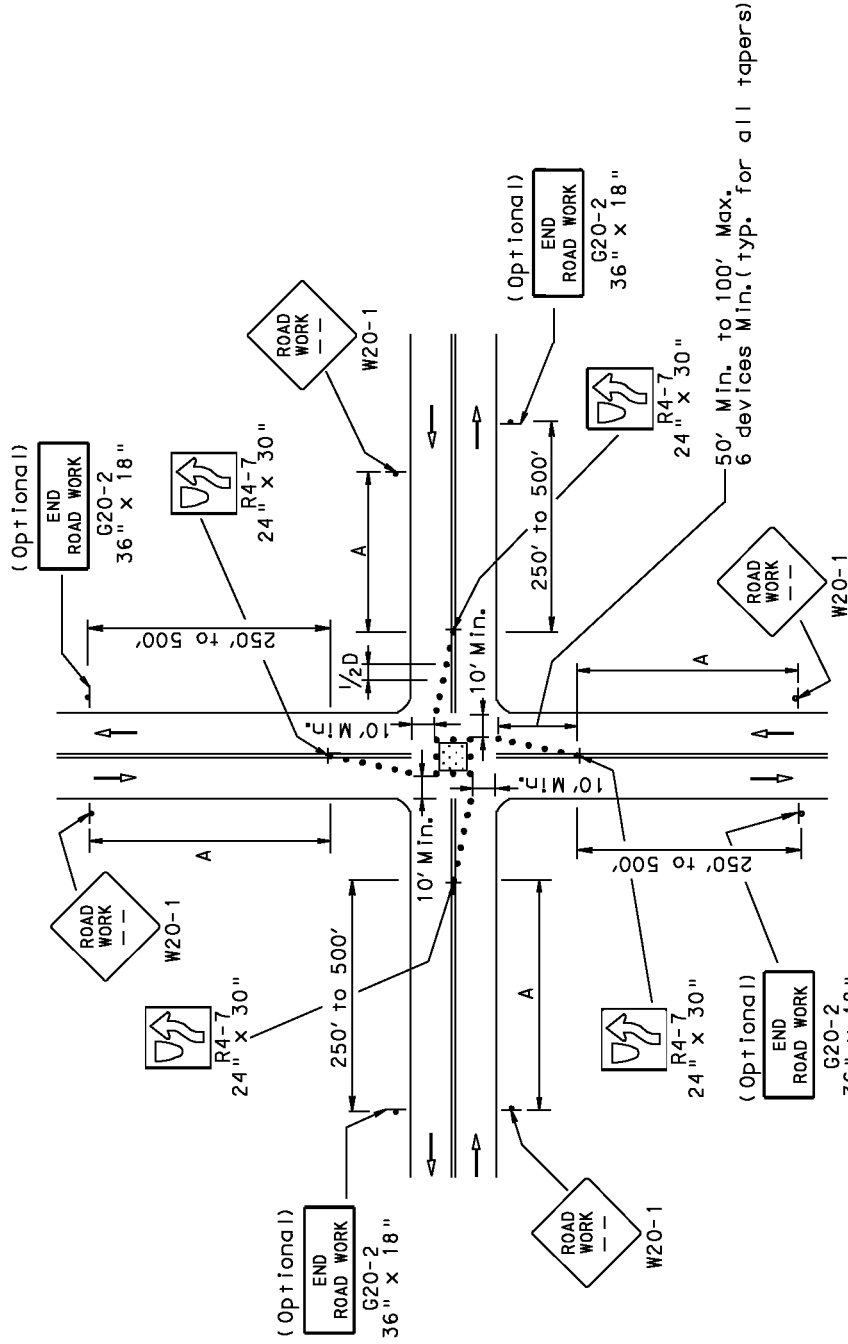 (Optional)
END
ROAD WORK
G20-2
36" x 18"
R4-7
24" x 30"
ROAD
WORK
– –
W20-1
(Optional)
END
ROAD WORK
G20-2
36" x 18"
250' to 500'
A
1/2D
10' Min.
10' Min.
250' to 500'
R4-7
24" x 30"
50' Min. to 100' Max.
6 devices Min.(typ. for all tapers)
ROAD
WORK
– –
W20-1
A
ROAD
WORK
– –
W20-1
A
R4-7
24" x 30"
250' to 500'
10' Min.
10' Min.
A
250' to 500'
R4-7
24" x 30"
(Optional)
END
ROAD WORK
G20-2
36" x 18"
(Optional)
END
ROAD WORK
G20-2
36" x 18"
ROAD
WORK
– –
W20-1